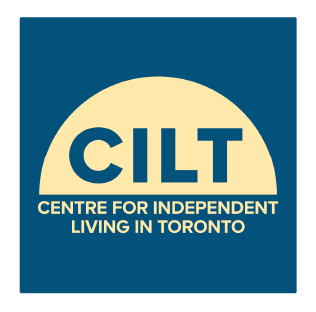 CILT
CENTRE FOR INDEPENDENT
LIVING IN TORONTO